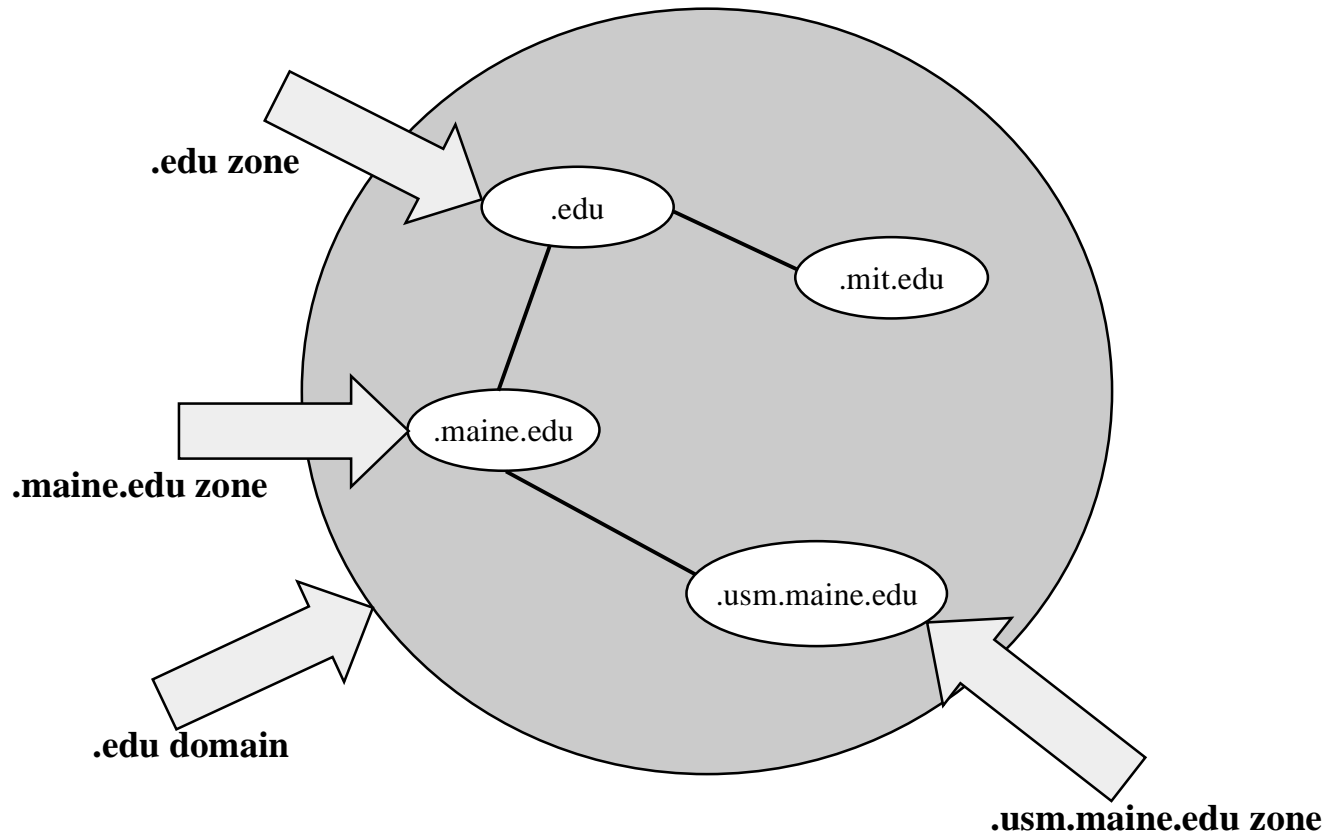 .edu zone
.edu
.mit.edu
.maine.edu
.maine.edu zone
.usm.maine.edu
.edu domain
.usm.maine.edu zone